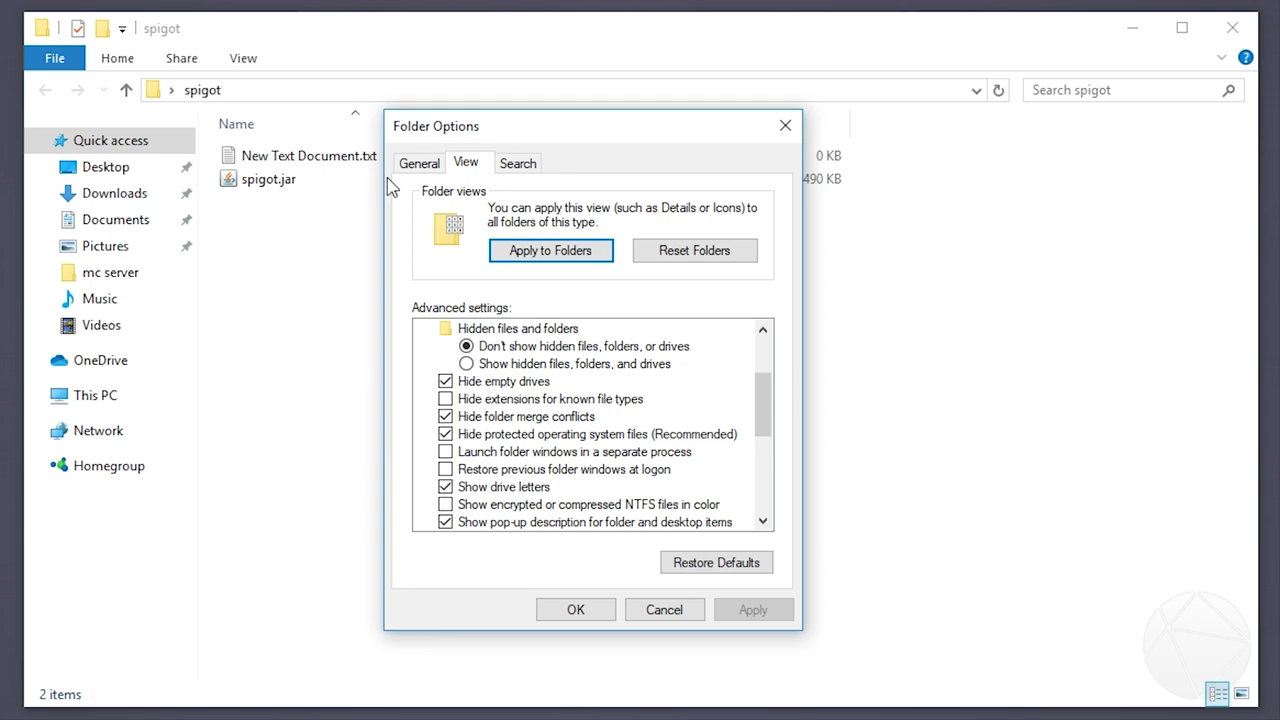 spigot
File Home Share View
spigot
Search spigot
Quick access
Desktop
Downloads
Documents
Pictures
mc server
Music
Videos
OneDrive
This PC
Network
Homegroup
Name
New Text Document.txt 0 KB
spigot.jar 490 KB
Folder Options
General View Search
Folder views
You can apply this view (such as Details or Icons) to
all folders of this type.
Apply to Folders Reset Folders
Advanced settings:
Hidden files and folders
Don't show hidden files, folders, or drives
Show hidden files, folders, and drives
Hide empty drives
Hide extensions for known file types
Hide folder merge conflicts
Hide protected operating system files (Recommended)
Launch folder windows in a separate process
Restore previous folder windows at logon
Show drive letters
Show encrypted or compressed NTFS files in color
Show pop-up description for folder and desktop items
Restore Defaults
OK Cancel Apply
2 items